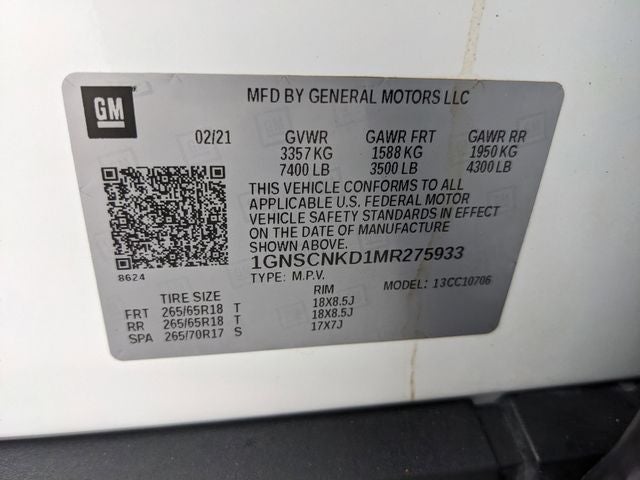 GM
MFD BY GENERAL MOTORS LLC
02/21 GVWR GAWR FRT GAWR RR
3357 KG 1588 KG 1950 KG
7400 LB 3500 LB 4300 LB
THIS VEHICLE CONFORMS TO ALL
APPLICABLE U.S. FEDERAL MOTOR
VEHICLE SAFETY STANDARDS IN EFFECT
ON THE DATE OF MANUFACTURE
SHOWN ABOVE.
8624
1GNSCNKD1MR275933
TYPE: M.P.V. MODEL: 13CC10706
TIRE SIZE RIM
FRT 265/65R18 T 18X8.5J
RR 265/65R18 T 18X8.5J
SPA 265/70R17 S 17X7J